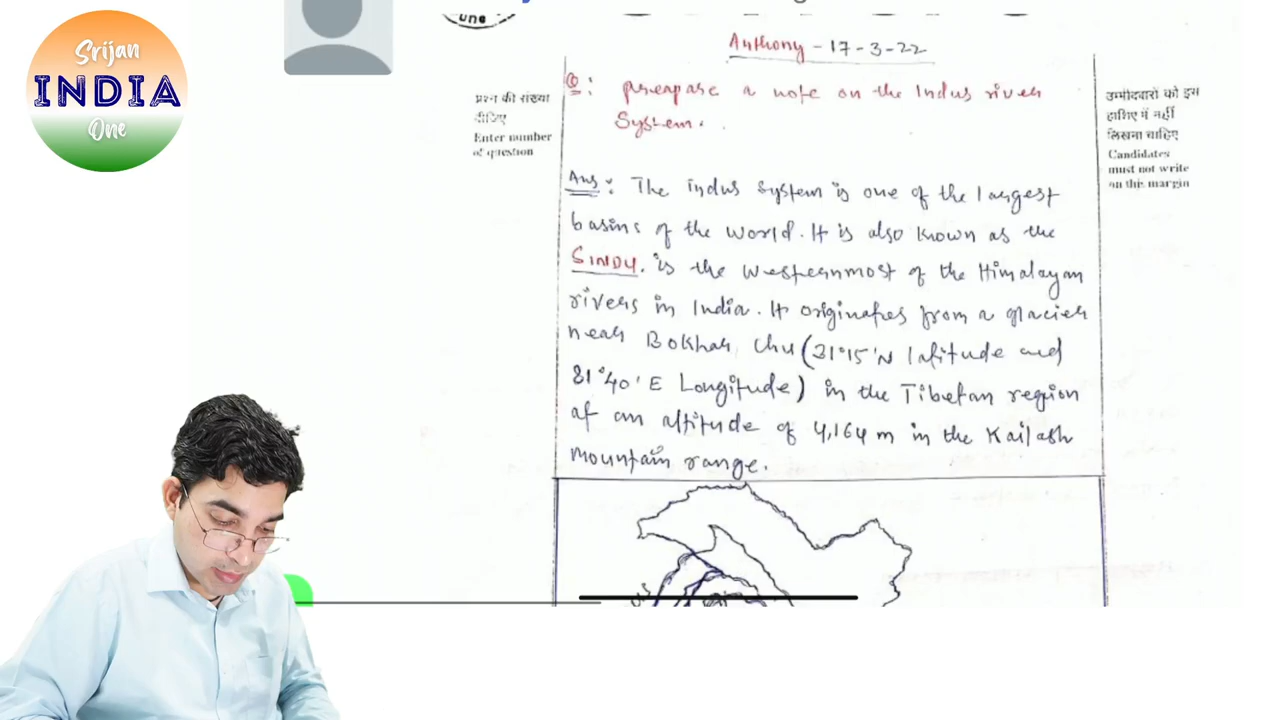 Srijan
INDIA
One
une
Anthony - 17-3-22
प्रश्न की संख्या
दीजिए
Enter number
of question
Q: prerapare a note on the Indus river
System.
उम्मीदवारों को इस
हाशिए में नहीं
लिखना चाहिए
Candidates
must not write
on this margin
Ans: The indus system is one of the largest
basins of the world. It is also known as the
SINDU. is the westernmost of the Himalayan
rivers in India. It originates from a glacier
near Bokhar chu (31°15'N latitude and
81°40' E Longitude) in the Tibetan region
at an altitude of 4,164 m in the Kailash
Mountain range.